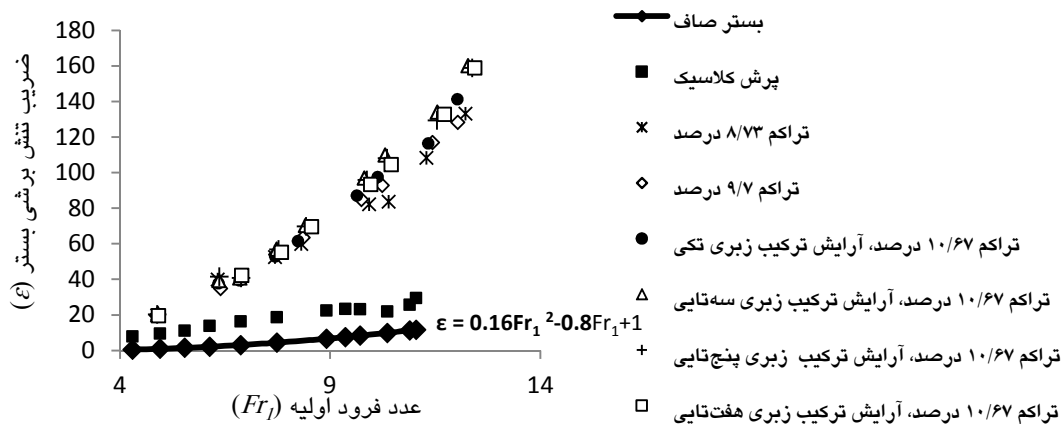 180
160
140
120
100
80
60
40
20
0
4
9
14
ضریب تنش برشی بستر (ε)
عدد فرود اولیه (Fr₁)
ε = 0.16Fr₁ ²-0.8Fr₁+1
بستر صاف
پرش کلاسیک
تراکم ۸/۷۳ درصد
تراکم ۹/۷ درصد
تراکم ۱۰/۶۷ درصد، آرایش ترکیب زبری تکی
تراکم ۱۰/۶۷ درصد، آرایش ترکیب زبری سه‌تایی
تراکم ۱۰/۶۷ درصد، آرایش ترکیب زبری پنج‌تایی
تراکم ۱۰/۶۷ درصد، آرایش ترکیب زبری هفت‌تایی